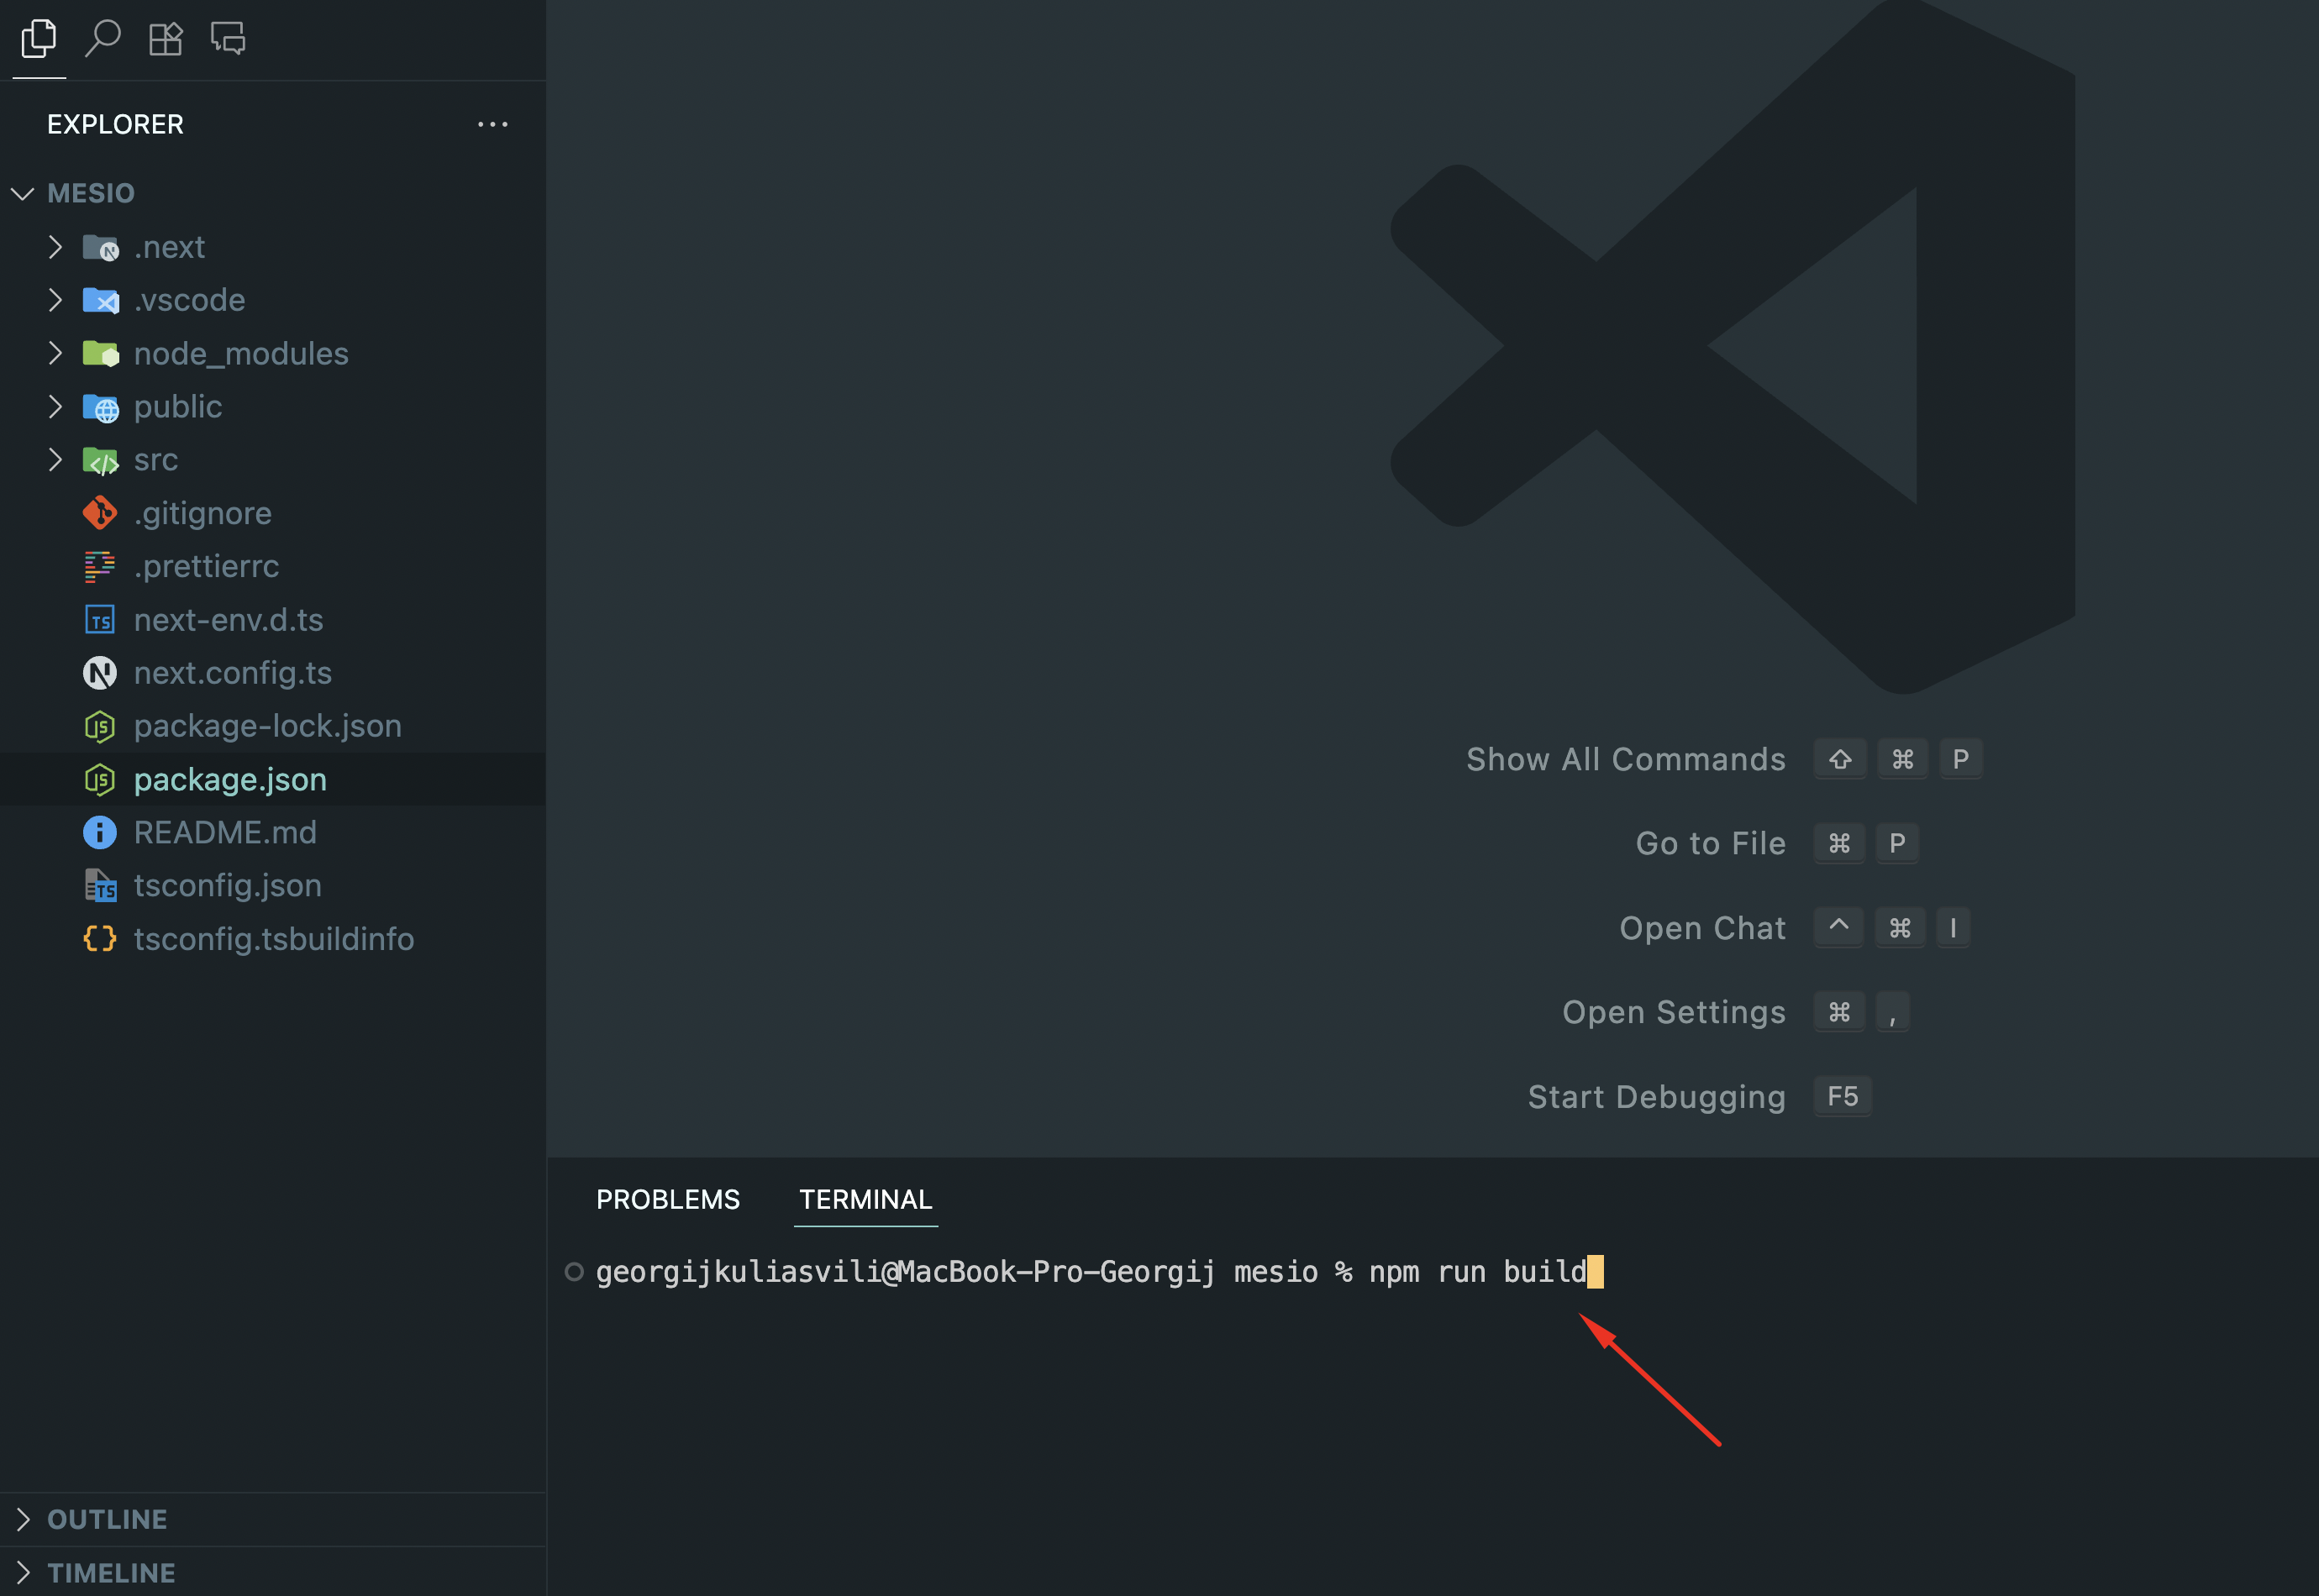 EXPLORER
MESIO
.next
.vscode
node_modules
public
src
.gitignore
.prettierrc
next-env.d.ts
next.config.ts
package-lock.json
package.json
README.md
tsconfig.json
tsconfig.tsbuildinfo
OUTLINE
TIMELINE
Show All Commands ⇧ ⌘ P
Go to File ⌘ P
Open Chat ^ ⌘ I
Open Settings ⌘ ,
Start Debugging F5
PROBLEMS TERMINAL
georgijkuliasvili@MacBook-Pro-Georgij mesio % npm run build